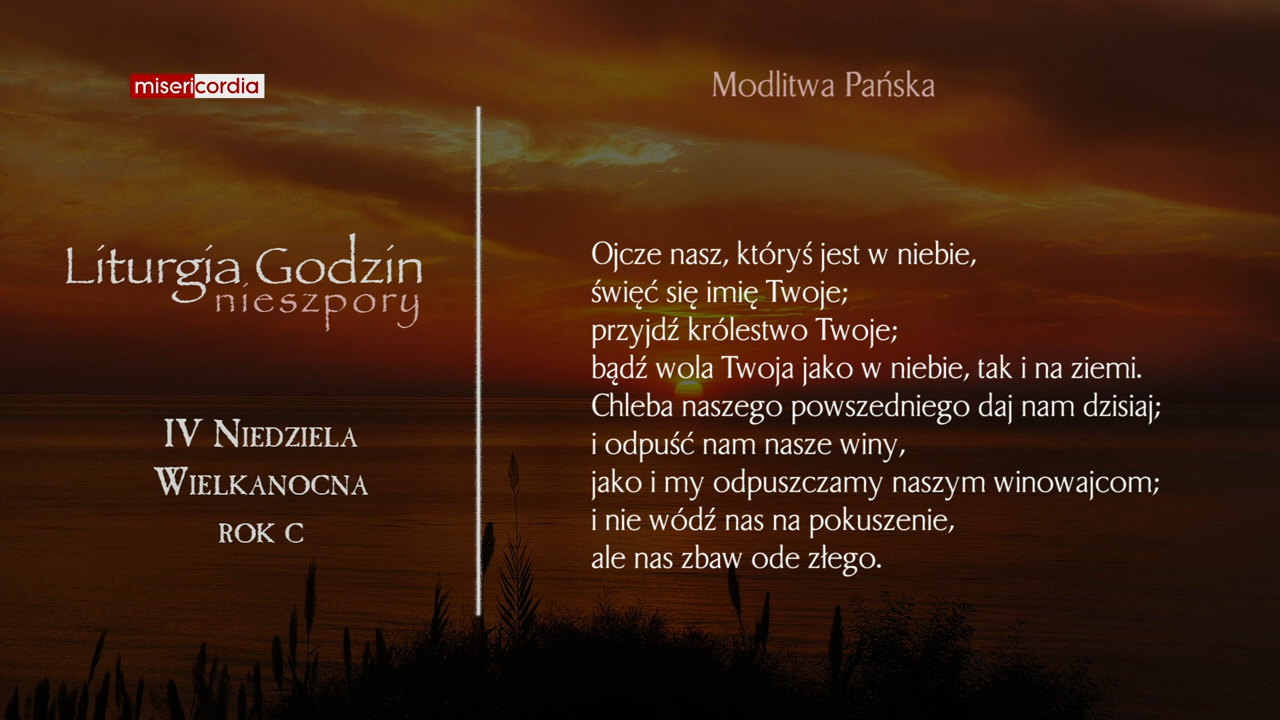 misericordia
Liturgia Godzin
nieszpory
IV Niedziela
Wielkanocna
rok C
Modlitwa Pańska
Ojcze nasz, któryś jest w niebie,
święć się imię Twoje;
przyjdź królestwo Twoje;
bądź wola Twoja jako w niebie, tak i na ziemi.
Chleba naszego powszedniego daj nam dzisiaj;
i odpuść nam nasze winy,
jako i my odpuszczamy naszym winowajcom;
i nie wódź nas na pokuszenie,
ale nas zbaw ode złego.